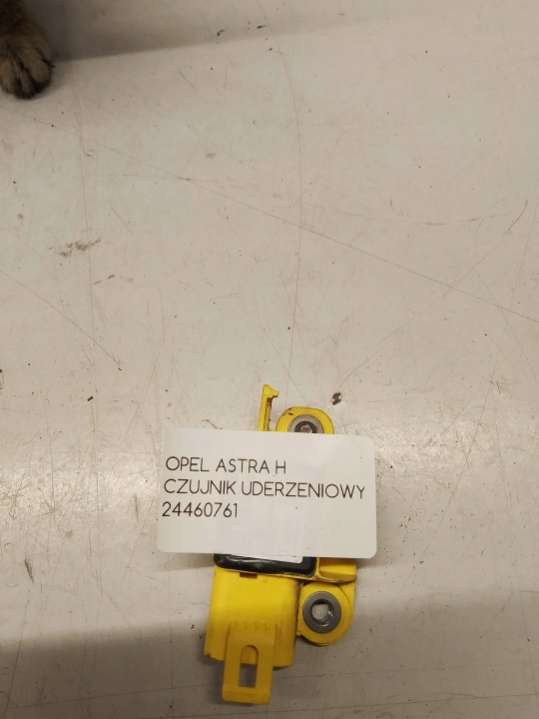 OPEL ASTRA H
CZUJNIK UDERZENIOWY
24460761